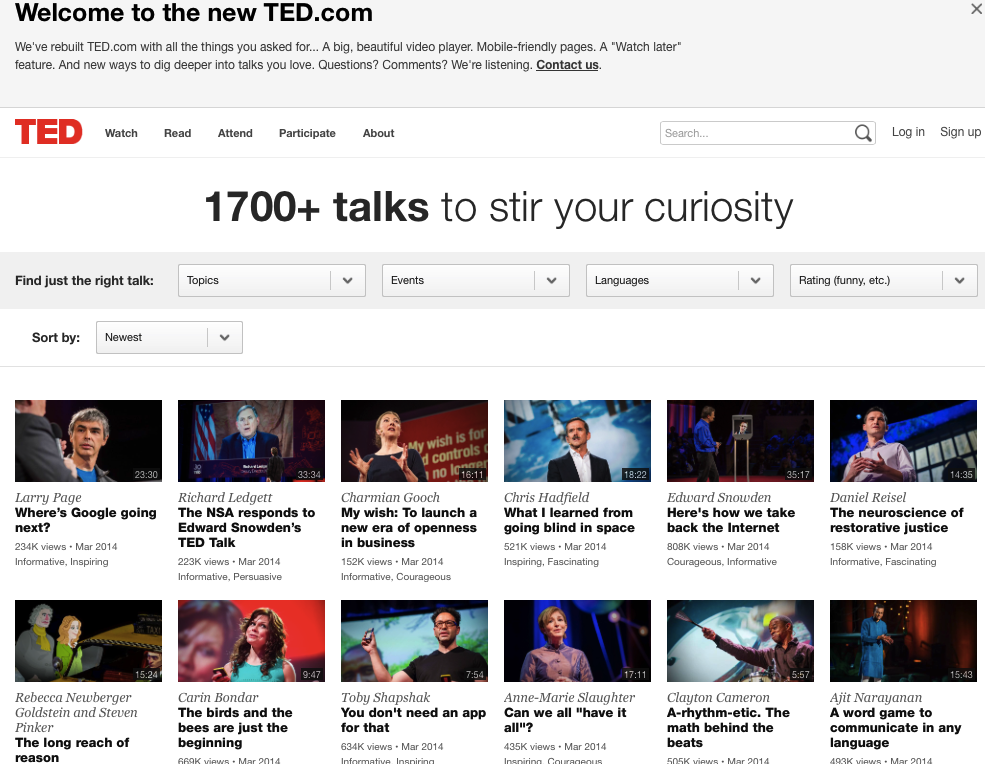 Welcome to the new TED.com
We've rebuilt TED.com with all the things you asked for... A big, beautiful video player. Mobile-friendly pages. A "Watch later"
feature. And new ways to dig deeper into talks you love. Questions? Comments? We're listening. Contact us.
TED Watch Read Attend Participate About Search... Log in Sign up
1700+ talks to stir your curiosity
Find just the right talk: Topics Events Languages Rating (funny, etc.)
Sort by: Newest
23:30
Larry Page
Where's Google going
next?
234K views • Mar 2014
Informative, Inspiring
33:34
Richard Ledgett
The NSA responds to
Edward Snowden's
TED Talk
223K views • Mar 2014
Informative, Persuasive
My wish is for
controls
no longer
16:11
Charmian Gooch
My wish: To launch a
new era of openness
in business
152K views • Mar 2014
Informative, Courageous
18:22
Chris Hadfield
What I learned from
going blind in space
521K views • Mar 2014
Inspiring, Fascinating
35:17
Edward Snowden
Here's how we take
back the Internet
808K views • Mar 2014
Courageous, Informative
14:35
Daniel Reisel
The neuroscience of
restorative justice
158K views • Mar 2014
Informative, Fascinating
15:24
Rebecca Newberger
Goldstein and Steven
Pinker
The long reach of
reason
9:47
Carin Bondar
The birds and the
bees are just the
beginning
669K views • Mar 2014
7:54
Toby Shapshak
You don't need an app
for that
634K views • Mar 2014
Informative, Inspiring
17:11
Anne-Marie Slaughter
Can we all "have it
all"?
435K views • Mar 2014
Inspiring, Courageous
5:57
Clayton Cameron
A-rhythm-etic. The
math behind the
beats
505K views • Mar 2014
15:43
Ajit Narayanan
A word game to
communicate in any
language
493K views • Mar 2014